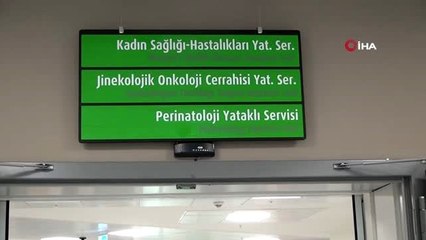 İHA
Kadın Sağlığı-Hastalıkları Yat. Ser.
Jinekolojik Onkoloji Cerrahisi Yat. Ser.
Perinatoloji Yataklı Servisi